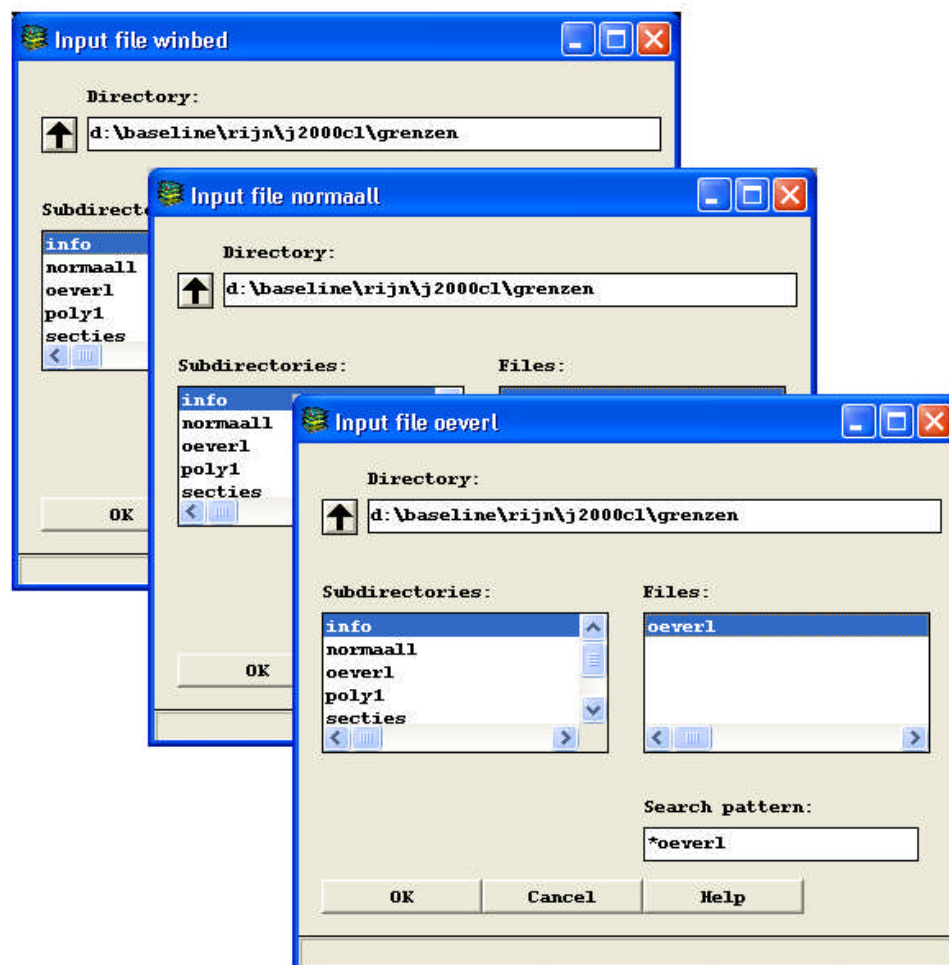 Input file winbed
Directory:
d:\baseline\rijn\j2000cl\grenzen
Subdirecto
info
normaall
oeverl
poly1
secties
OK
Input file normaall
Directory:
d:\baseline\rijn\j2000cl\grenzen
Subdirectories:
Files:
info
normaall
oeverl
poly1
secties
OK
Input file oeverl
Directory:
d:\baseline\rijn\j2000cl\grenzen
Subdirectories:
Files:
info
normaall
oeverl
poly1
secties
oeverl
Search pattern:
*oeverl
OK
Cancel
Help